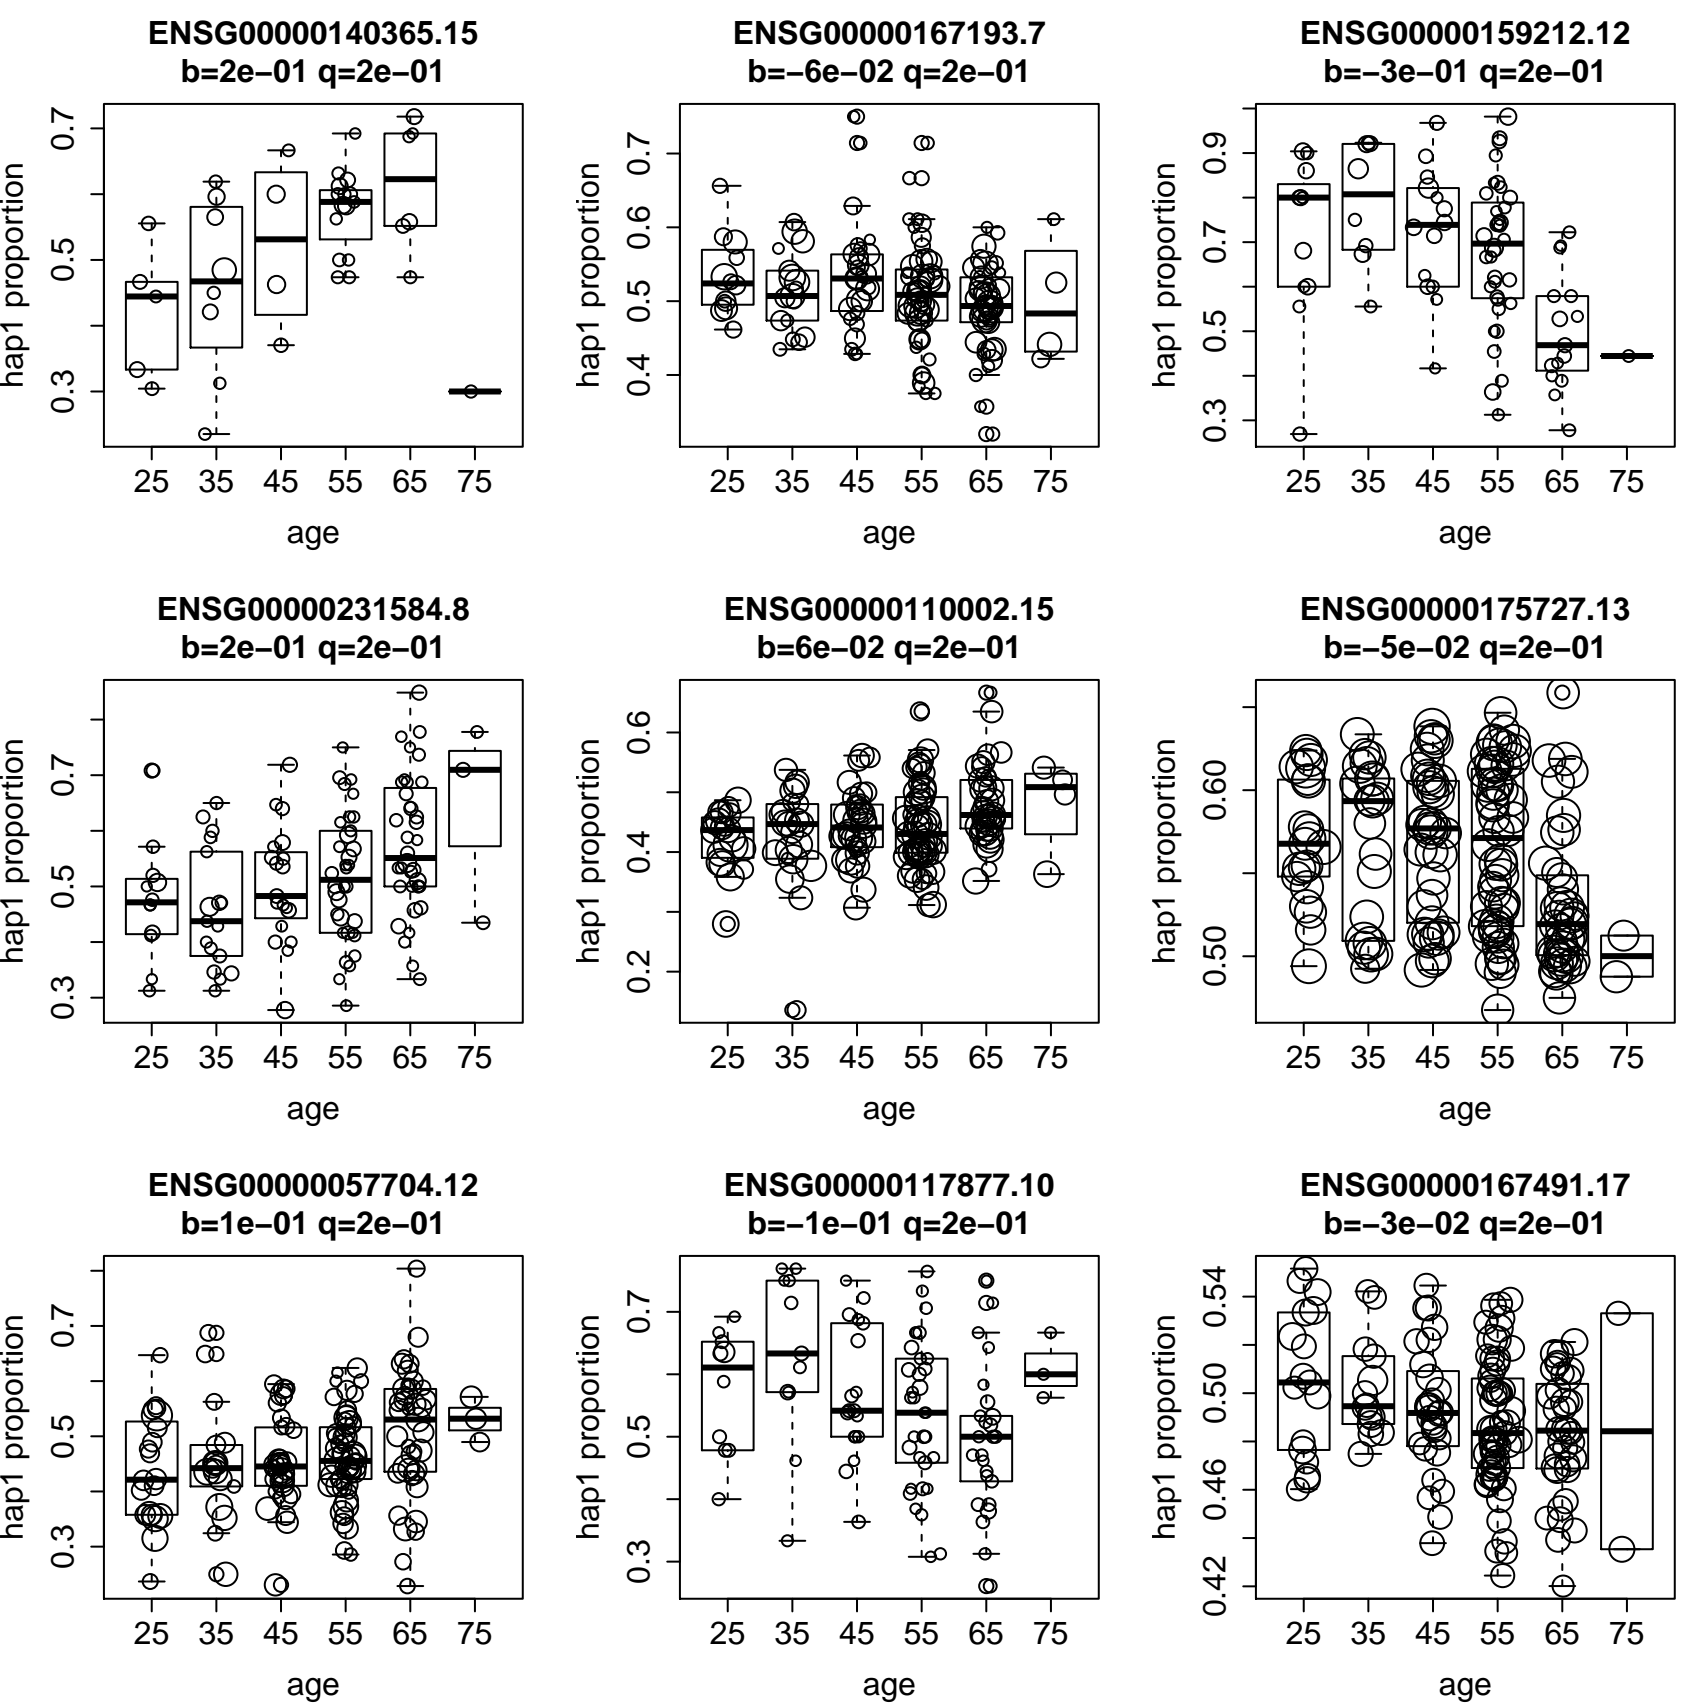 ENSG00000140365.15
b=2e−01 q=2e−01
hap1 proportion
0.7
0.5
0.3
25 35 45 55 65 75
age
ENSG00000167193.7
b=−6e−02 q=2e−01
hap1 proportion
0.7
0.6
0.5
0.4
25 35 45 55 65 75
age
ENSG00000159212.12
b=−3e−01 q=2e−01
hap1 proportion
0.9
0.7
0.5
0.3
25 35 45 55 65 75
age
ENSG00000231584.8
b=2e−01 q=2e−01
hap1 proportion
0.7
0.5
0.3
25 35 45 55 65 75
age
ENSG00000110002.15
b=6e−02 q=2e−01
hap1 proportion
0.6
0.4
0.2
25 35 45 55 65 75
age
ENSG00000175727.13
b=−5e−02 q=2e−01
hap1 proportion
0.60
0.50
25 35 45 55 65 75
age
ENSG00000057704.12
b=1e−01 q=2e−01
hap1 proportion
0.7
0.5
0.3
25 35 45 55 65 75
age
ENSG00000117877.10
b=−1e−01 q=2e−01
hap1 proportion
0.7
0.5
0.3
25 35 45 55 65 75
age
ENSG00000167491.17
b=−3e−02 q=2e−01
hap1 proportion
0.54
0.50
0.46
0.42
25 35 45 55 65 75
age